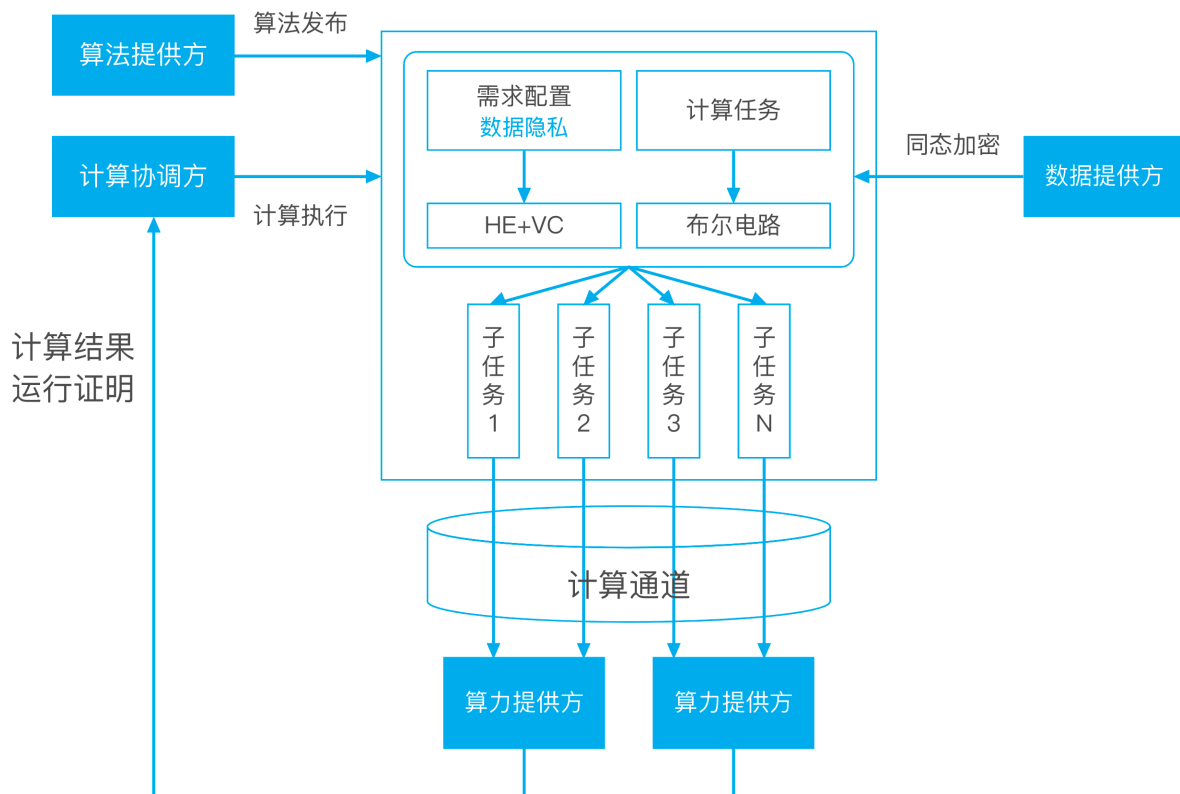 算法提供方
算法发布
需求配置
数据隐私
计算任务
计算协调方
计算执行
同态加密
数据提供方
HE+VC
布尔电路
计算结果
运行证明
子任务1
子任务2
子任务3
子任务N
计算通道
算力提供方
算力提供方